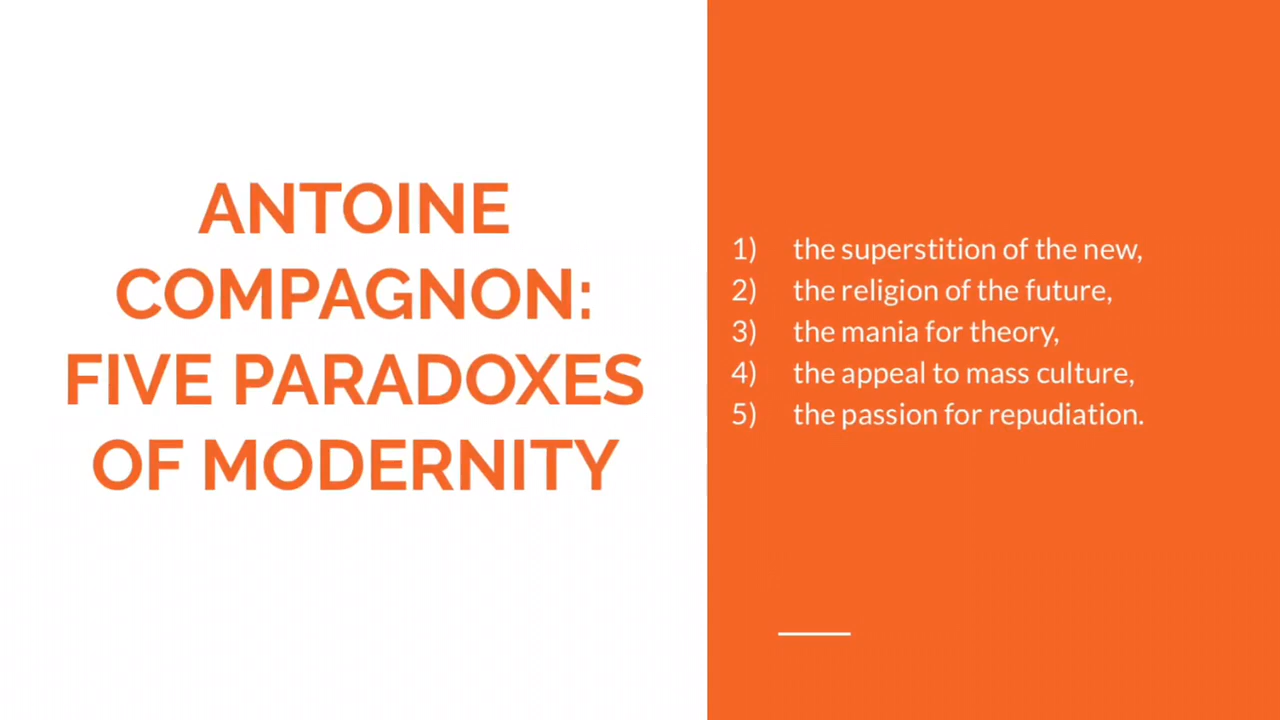 ANTOINE
COMPAGNON:
FIVE PARADOXES
OF MODERNITY
1) the superstition of the new,
2) the religion of the future,
3) the mania for theory,
4) the appeal to mass culture,
5) the passion for repudiation.